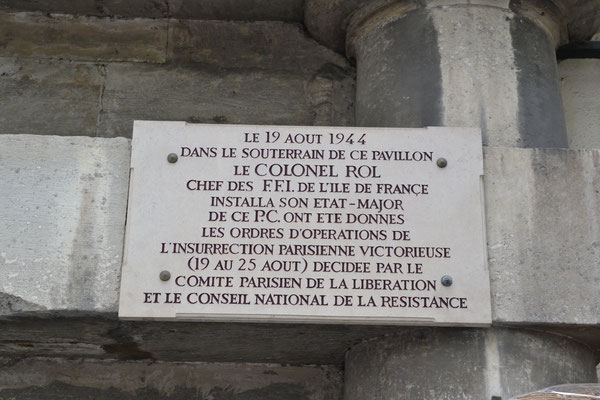 LE 19 AOUT 1944
DANS LE SOUTERRAIN DE CE PAVILLON
LE COLONEL ROL
CHEF DES F.F.I. DE L'ILE DE FRANÇE
INSTALLA SON ETAT-MAJOR
DE CE P.C. ONT ETE DONNES
LES ORDRES D'OPERATIONS DE
L'INSURRECTION PARISIENNE VICTORIEUSE
(19 AU 25 AOUT) DECIDEE PAR LE
COMITE PARISIEN DE LA LIBERATION
ET LE CONSEIL NATIONAL DE LA RESISTANCE